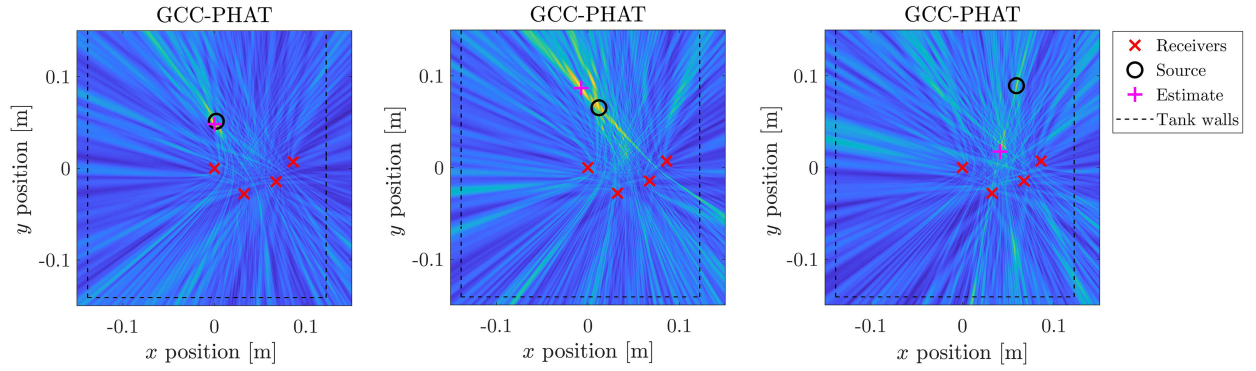 GCC-PHAT
0.1
0
-0.1
y position [m]
-0.1
0
0.1
x position [m]
GCC-PHAT
0.1
0
-0.1
y position [m]
-0.1
0
0.1
x position [m]
GCC-PHAT
0.1
0
-0.1
y position [m]
-0.1
0
0.1
x position [m]
Receivers
Source
Estimate
Tank walls